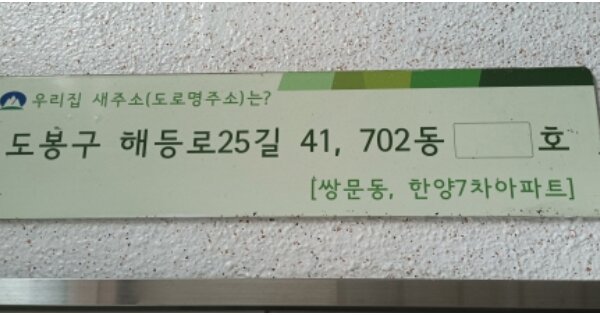 우리집 새주소(도로명주소)는?
도봉구 해등로25길 41, 702동 호
[쌍문동, 한양7차아파트]